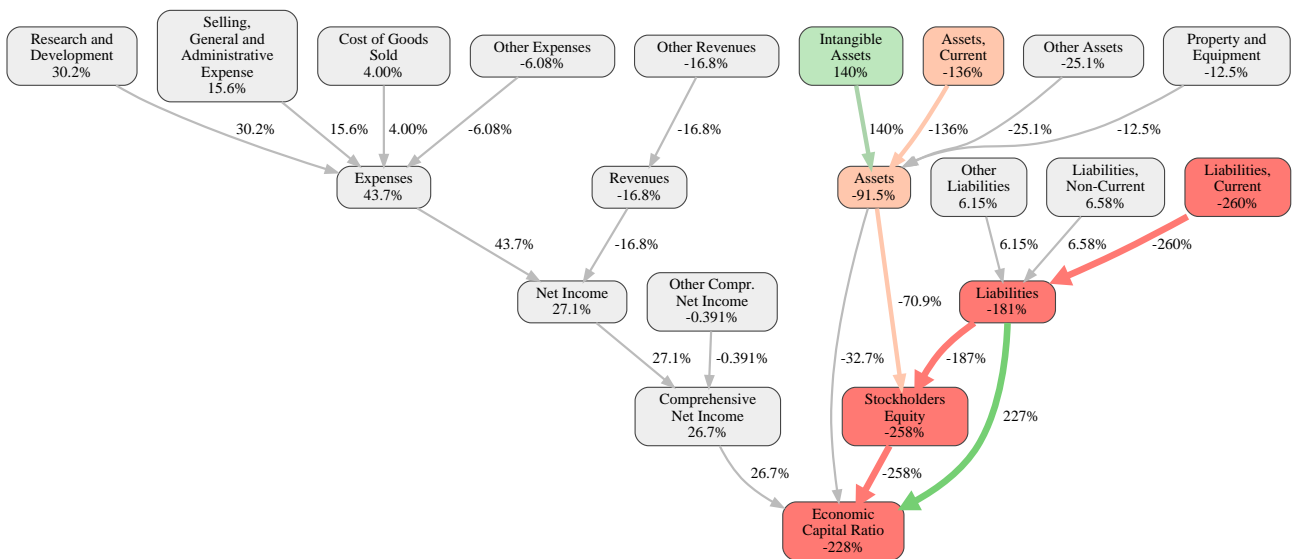 Research and
Development
30.2%
Selling,
General and
Administrative
Expense
15.6%
Cost of Goods
Sold
4.00%
Other Expenses
-6.08%
Other Revenues
-16.8%
Intangible
Assets
140%
Assets,
Current
-136%
Other Assets
-25.1%
Property and
Equipment
-12.5%
30.2%
15.6%
4.00%
-6.08%
-16.8%
140%
-136%
-25.1%
-12.5%
Expenses
43.7%
Revenues
-16.8%
Assets
-91.5%
Other
Liabilities
6.15%
Liabilities,
Non-Current
6.58%
Liabilities,
Current
-260%
43.7%
-16.8%
6.15%
6.58%
-260%
Net Income
27.1%
Other Compr.
Net Income
-0.391%
Liabilities
-181%
-70.9%
27.1%
-0.391%
-32.7%
-187%
Comprehensive
Net Income
26.7%
Stockholders
Equity
-258%
227%
26.7%
-258%
Economic
Capital Ratio
-228%